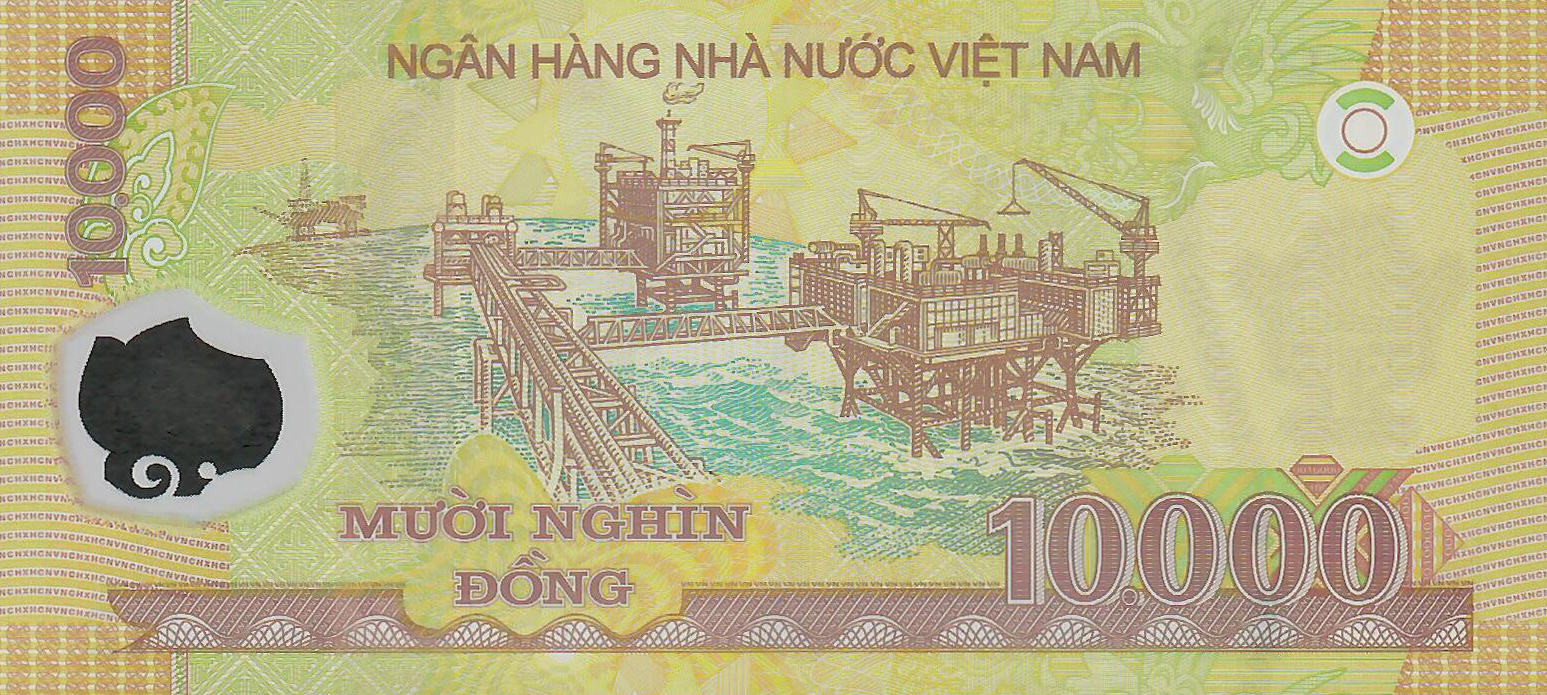 NGÂN HÀNG NHÀ NƯỚC VIỆT NAM
10.000
MƯỜI NGHÌN
ĐỒNG
10.000